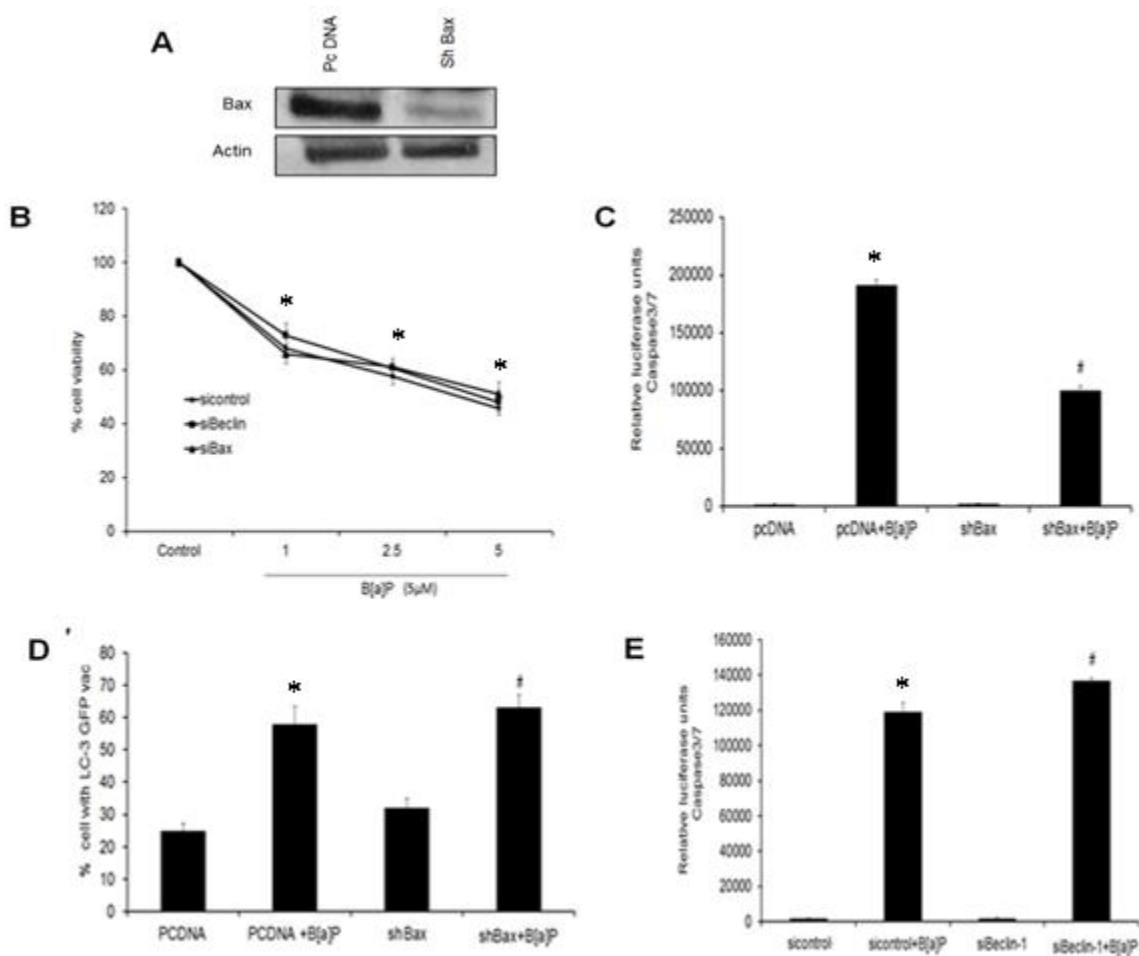 A
Pc DNA
Sh Bax
Bax
Actin
B
% cell viability
120
100
80
60
40
20
0
*
*
*
sicontrol
siBeclin
siBax
Control
1
2.5
5
B[a]P (5µM)
C
Relative luciferase units
Caspase3/7
250000
200000
150000
100000
50000
0
*
#
pcDNA
pcDNA+B[a]P
shBax
shBax+B[a]P
D
% cell with LC-3 GFP vac
80
70
60
50
40
30
20
10
0
*
#
PCDNA
PCDNA +B[a]P
shBax
shBax+B[a]P
E
Relative luciferase units
Caspase3/7
160000
140000
120000
100000
80000
60000
40000
20000
0
*
#
sicontrol
sicontrol+B[a]P
siBeclin-1
siBeclin-1+B[a]P